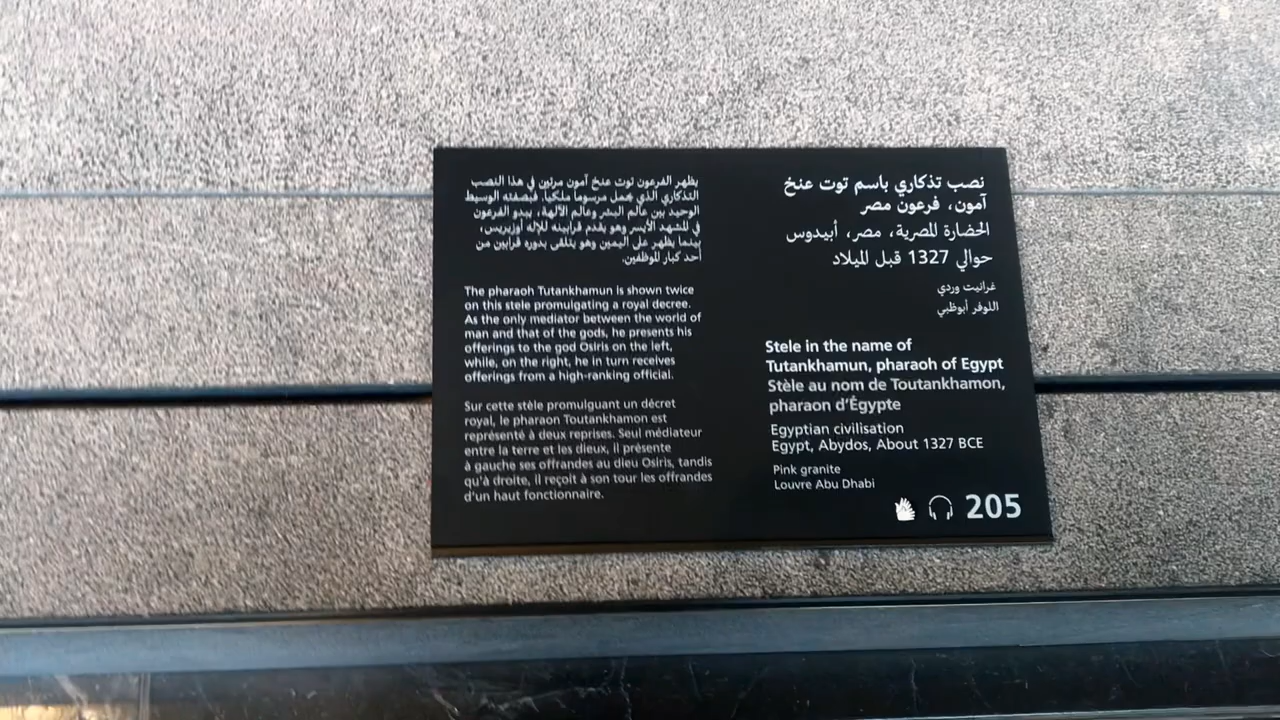 نصب تذكاري باسم توت عنخ
آمون، فرعون مصر
الحضارة المصرية، مصر، أبيدوس
حوالي 1327 قبل الميلاد
غرانيت وردي
اللوفر أبوظبي
Stele in the name of
Tutankhamun, pharaoh of Egypt
Stèle au nom de Toutankhamon,
pharaon d'Égypte
Egyptian civilisation
Egypt, Abydos, About 1327 BCE
Pink granite
Louvre Abu Dhabi
205
يظهر الفرعون توت عنخ آمون مرتين في هذا النصب
التذكاري الذي يحمل مرسوما ملكيا. فبصفته الوسيط
الوحيد بين عالم البشر وعالم الآلهة، يبدو الفرعون
في المشهد الأيسر وهو يقدم قرابينه للإله أوزيريس،
بينما يظهر على اليمين وهو يتلقى بدوره قرابين من
أحد كبار الموظفين.
The pharaoh Tutankhamun is shown twice
on this stele promulgating a royal decree.
As the only mediator between the world of
man and that of the gods, he presents his
offerings to the god Osiris on the left,
while, on the right, he in turn receives
offerings from a high-ranking official.
Sur cette stèle promulguant un décret
royal, le pharaon Toutankhamon est
représenté à deux reprises. Seul médiateur
entre la terre et les dieux, il présente
à gauche ses offrandes au dieu Osiris, tandis
qu'à droite, il reçoit à son tour les offrandes
d'un haut fonctionnaire.